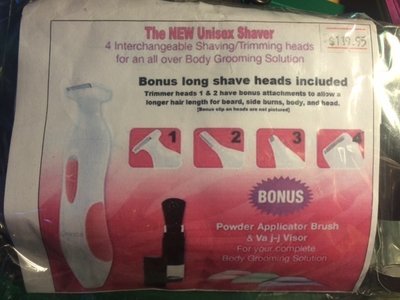 The NEW Unisex Shaver
$119.95
4 Interchangeable Shaving/Trimming heads
for an all over Body Grooming Solution
Bonus long shave heads included
Trimmer heads 1 & 2 have bonus attachments to allow a
longer hair length for beard, side burns, body, and head.
[Bonus clip on heads are not pictured]
1
2
3
4
BONUS
Powder Applicator Brush
& Va j-j Visor
For your complete
Body Grooming Solution